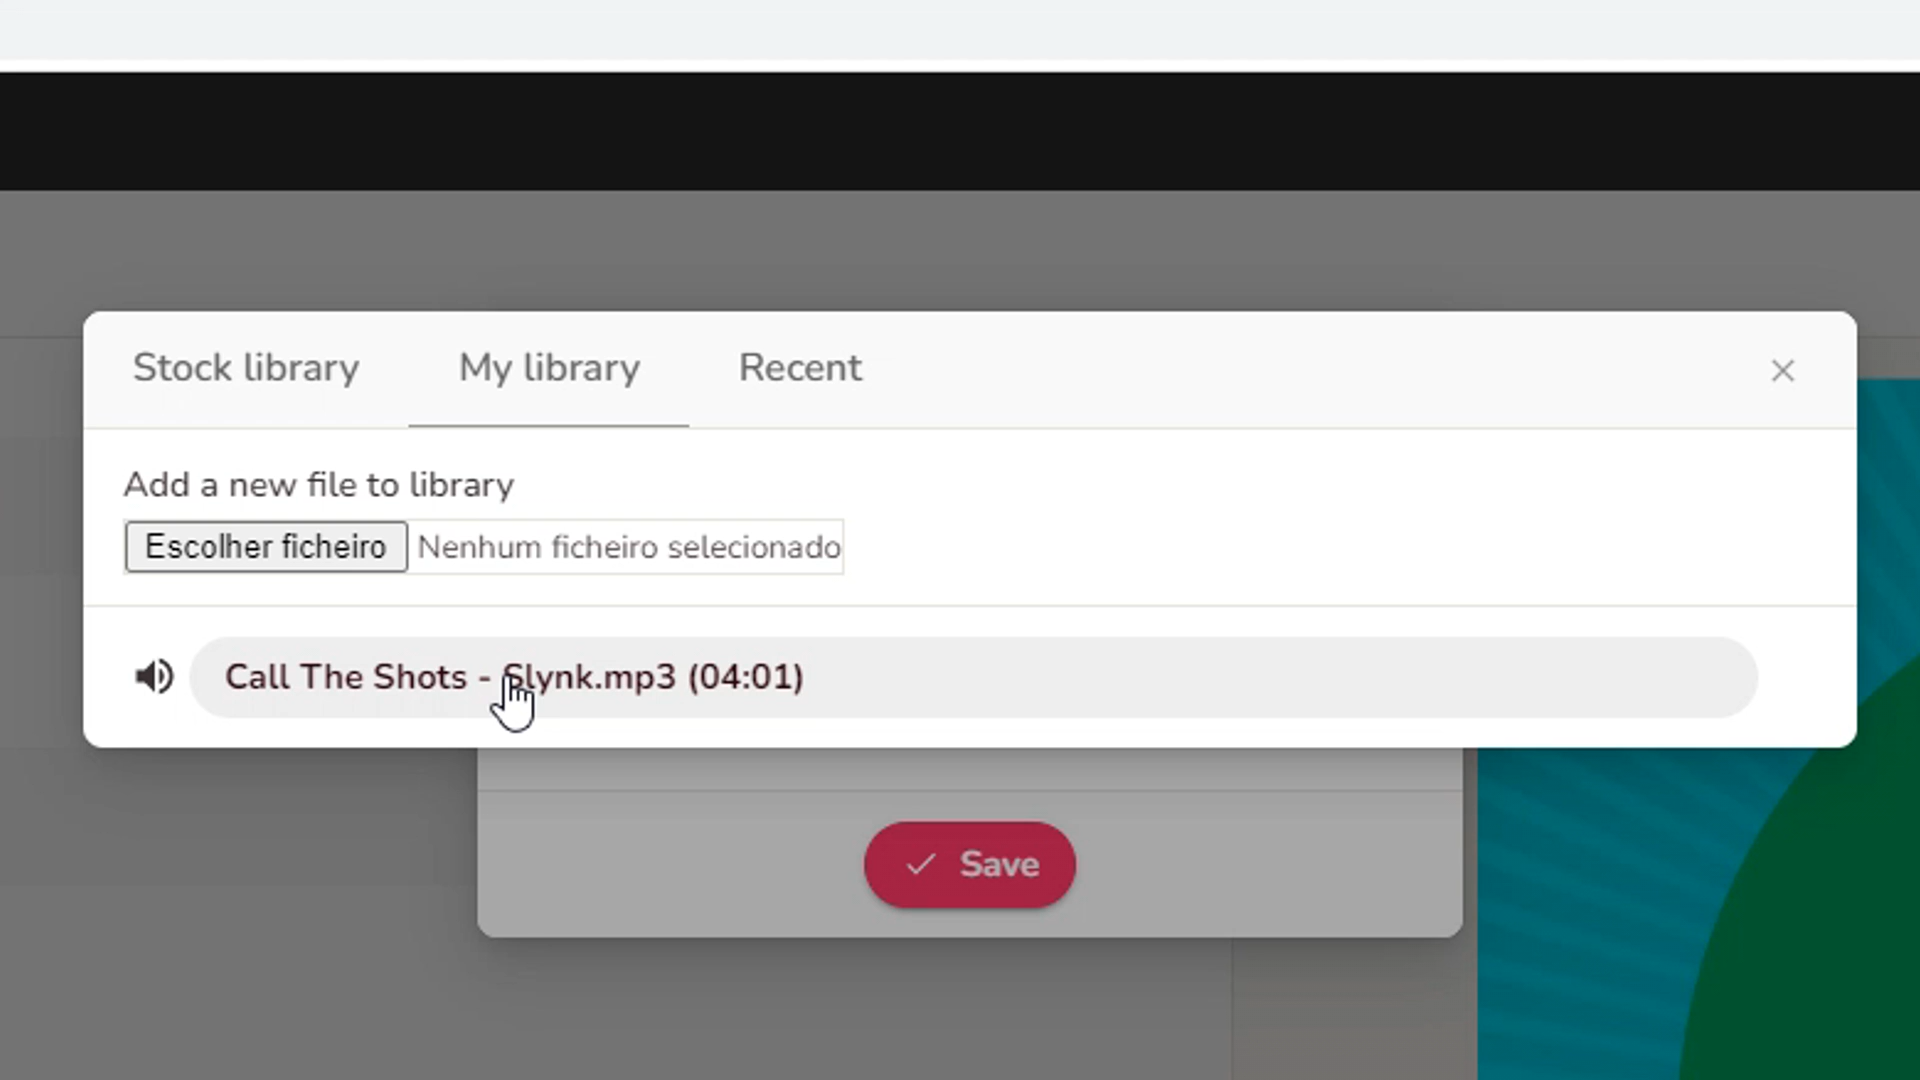 Stock library My library Recent
Add a new file to library
Escolher ficheiro Nenhum ficheiro selecionado
Call The Shots - Slynk.mp3 (04:01)
Save